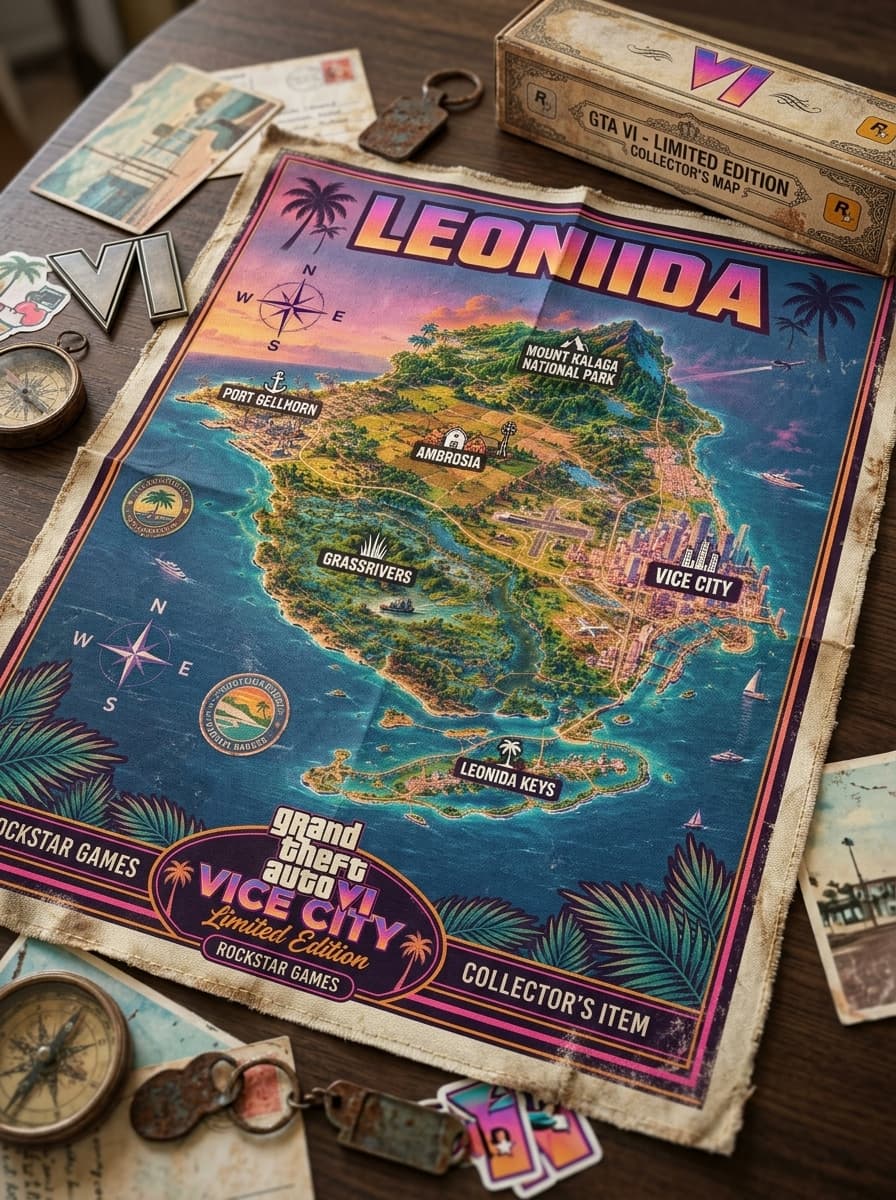 VI
GTA VI - LIMITED EDITION
COLLECTOR'S MAP
R
R
R
VI
LEONIIDA
N
W E
S
MOUNT KALAGA
NATIONAL PARK
PORT GELLHORN
AMBROSIA
GRASSRIVERS
VICE CITY
N
W E
S
LEONIDA KEYS
OCKSTAR GAMES
grand
theft
auto VI
VICE CITY
Limited Edition
ROCKSTAR GAMES
COLLECTOR'S ITEM